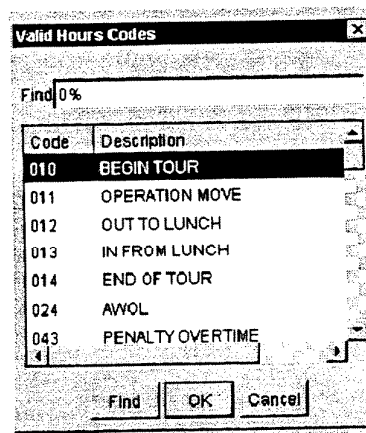 Valid Hours Codes
Find 0%
Code Description
010 BEGIN TOUR
011 OPERATION MOVE
012 OUT TO LUNCH
013 IN FROM LUNCH
014 END OF TOUR
024 AWOL
043 PENALTY OVERTIME
Find OK Cancel